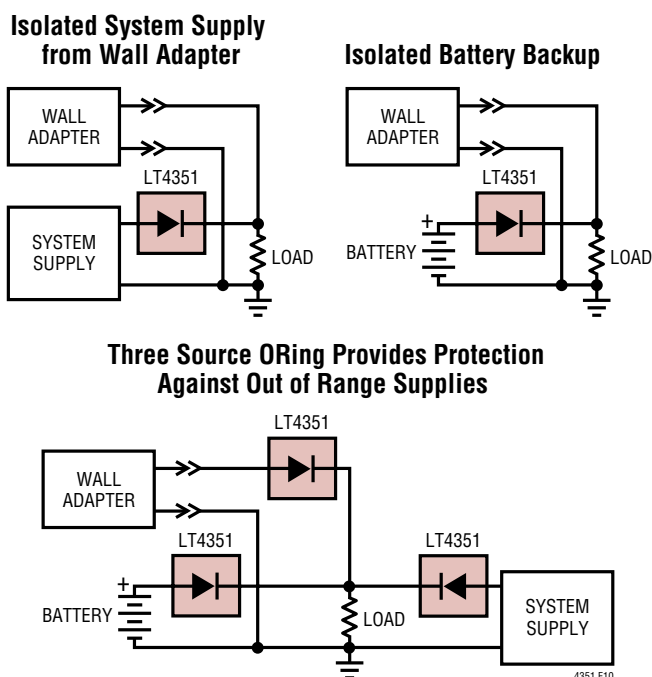 Isolated System Supply
from Wall Adapter
WALL
ADAPTER
LT4351
SYSTEM
SUPPLY
LOAD
Isolated Battery Backup
WALL
ADAPTER
LT4351
+
BATTERY
LOAD
Three Source ORing Provides Protection
Against Out of Range Supplies
LT4351
WALL
ADAPTER
LT4351
LT4351
+
BATTERY
LOAD
SYSTEM
SUPPLY
4351 F10